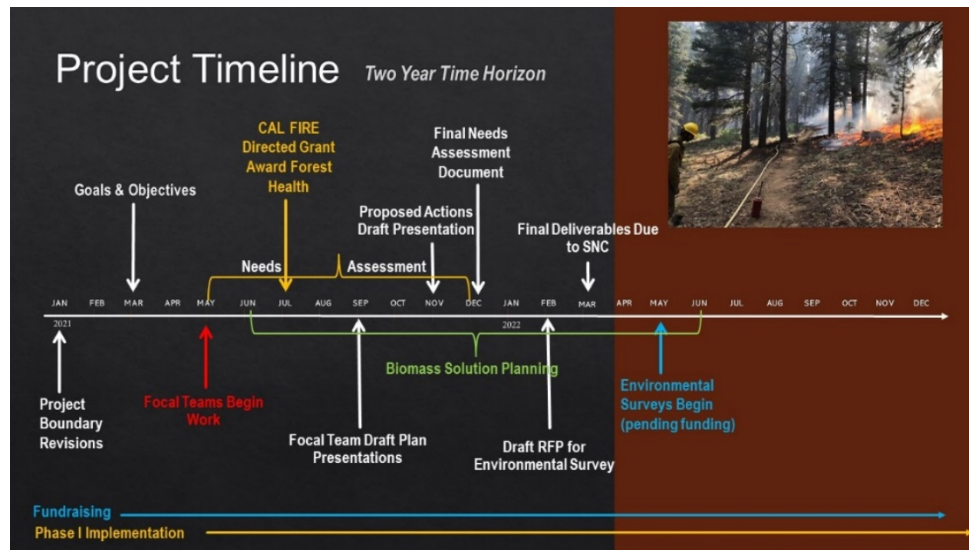 Project Timeline
Two Year Time Horizon
CAL FIRE
Directed Grant
Award Forest
Health
Final Needs
Assessment
Document
Goals & Objectives
Proposed Actions
Draft Presentation
Final Deliverables Due
to SNC
Needs
Assessment
JAN FEB MAR APR MAY JUN JUL AUG SEP OCT NOV DEC JAN FEB MAR APR MAY JUN JUL AUG SEP OCT NOV DEC
2021
2022
Biomass Solution Planning
Project
Boundary
Revisions
Focal Teams Begin
Work
Focal Team Draft Plan
Presentations
Draft RFP for
Environmental Survey
Environmental
Surveys Begin
(pending funding)
Fundraising
Phase I Implementation